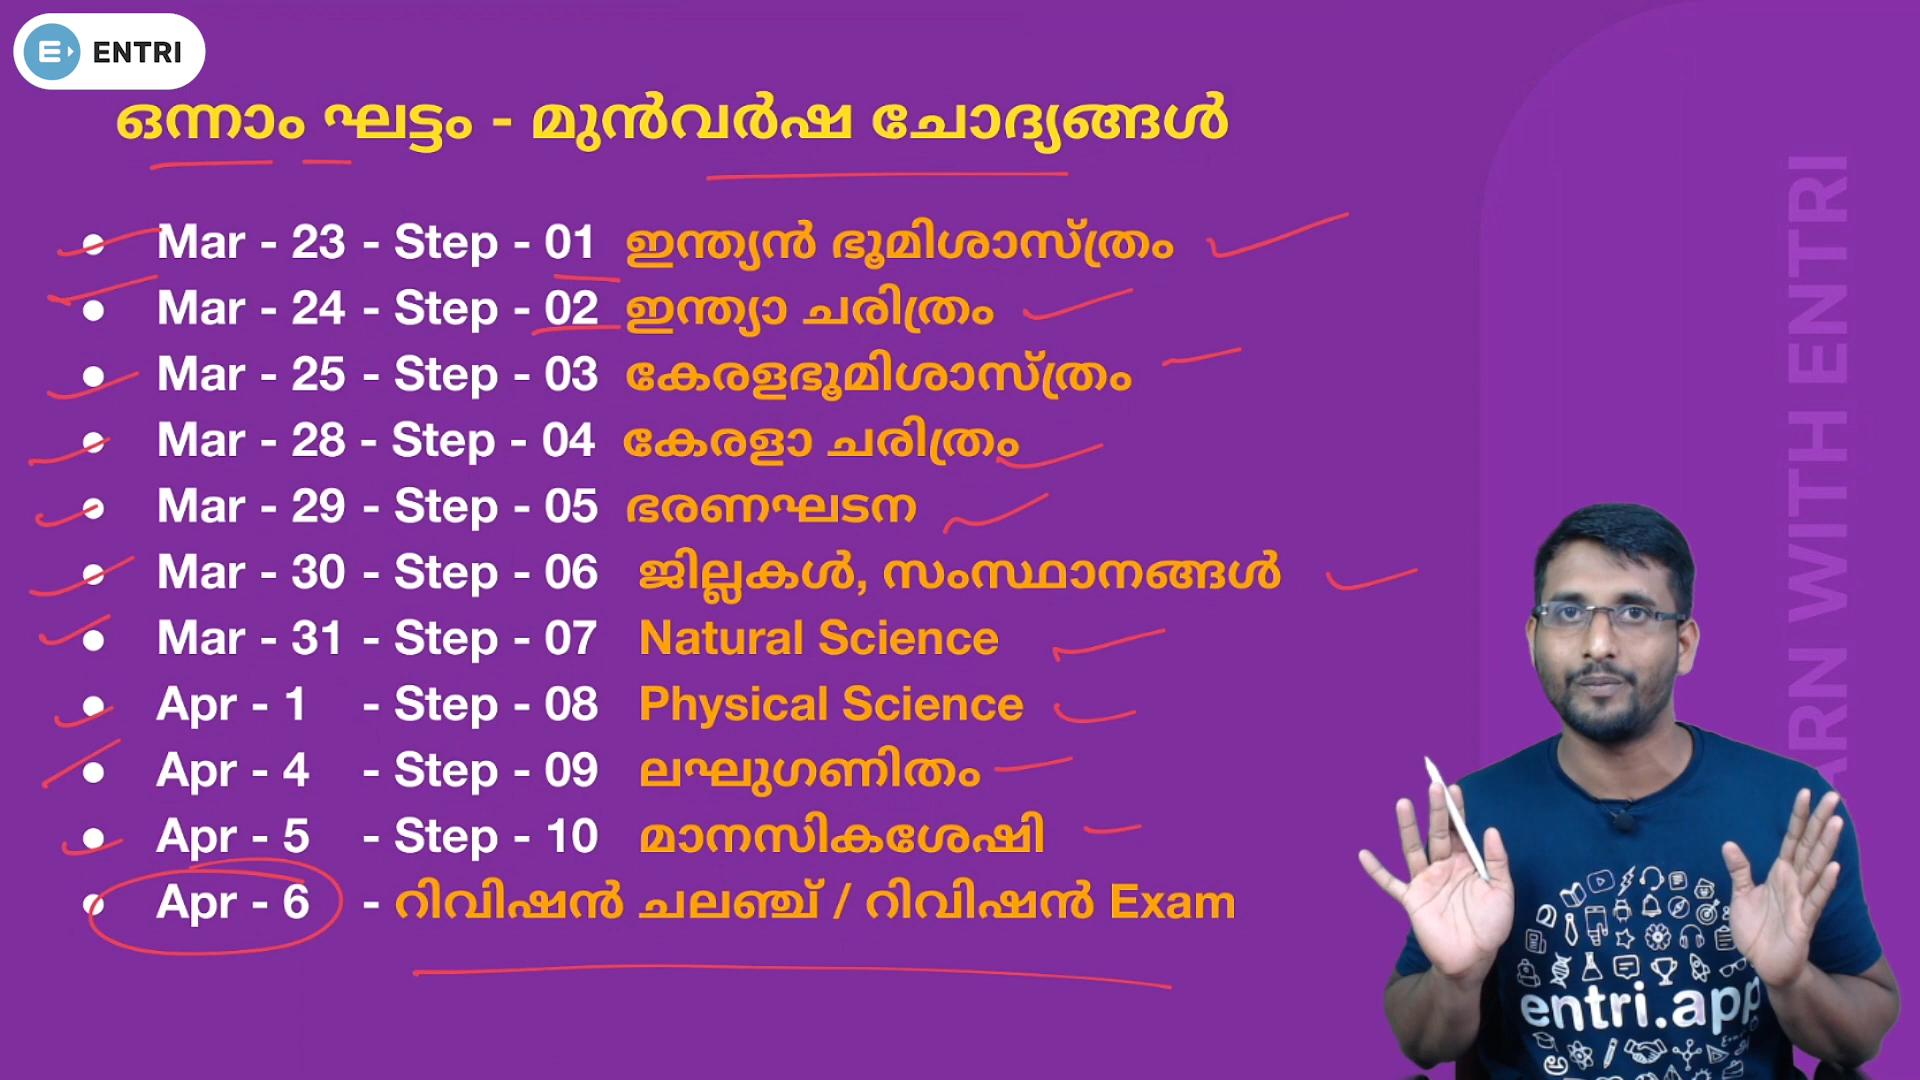 ENTRI
ഒന്നാം ഘട്ടം - മുൻവർഷ ചോദ്യങ്ങൾ
• Mar - 23 - Step - 01 ഇന്ത്യൻ ഭൂമിശാസ്ത്രം
• Mar - 24 - Step - 02 ഇന്ത്യാ ചരിത്രം
• Mar - 25 - Step - 03 കേരളഭൂമിശാസ്ത്രം
• Mar - 28 - Step - 04 കേരളാ ചരിത്രം
• Mar - 29 - Step - 05 ഭരണഘടന
• Mar - 30 - Step - 06 ജില്ലകൾ, സംസ്ഥാനങ്ങൾ
• Mar - 31 - Step - 07 Natural Science
• Apr - 1 - Step - 08 Physical Science
• Apr - 4 - Step - 09 ലഘുഗണിതം
• Apr - 5 - Step - 10 മാനസികശേഷി
• Apr - 6 - റിവിഷൻ ചലഞ്ച് / റിവിഷൻ Exam
ARN WITH ENTRI
entri.app